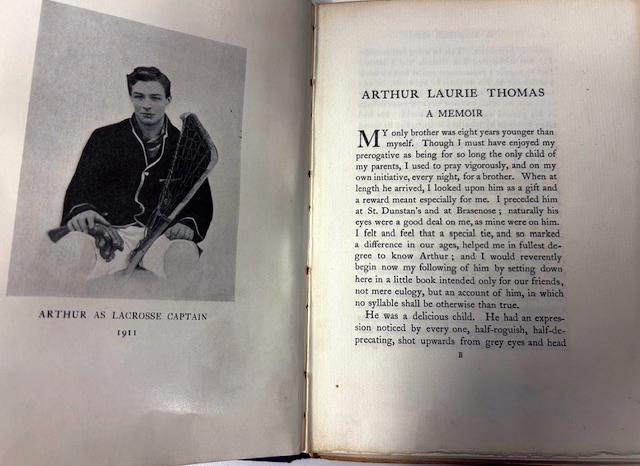 ARTHUR AS LACROSSE CAPTAIN
1911
ARTHUR LAURIE THOMAS
A MEMOIR
MY only brother was eight years younger than
myself. Though I must have enjoyed my
prerogative as being for so long the only child of
my parents, I used to pray vigorously, and on my
own initiative, every night, for a brother. When at
length he arrived, I looked upon him as a gift and
a reward meant especially for me. I preceded him
at St. Dunstan's and at Brasenose; naturally his
eyes were a good deal on me, as mine were on him.
I felt and feel that a special tie, and so marked
a difference in our ages, helped me in fullest de-
gree to know Arthur; and I would reverently
begin now my following of him by setting down
here in a little book intended only for our friends,
not mere eulogy, but an account of him, in which
no syllable shall be otherwise than true.
He was a delicious child. He had an expres-
sion noticed by every one, half-roguish, half-de-
precating, shot upwards from grey eyes and head
B